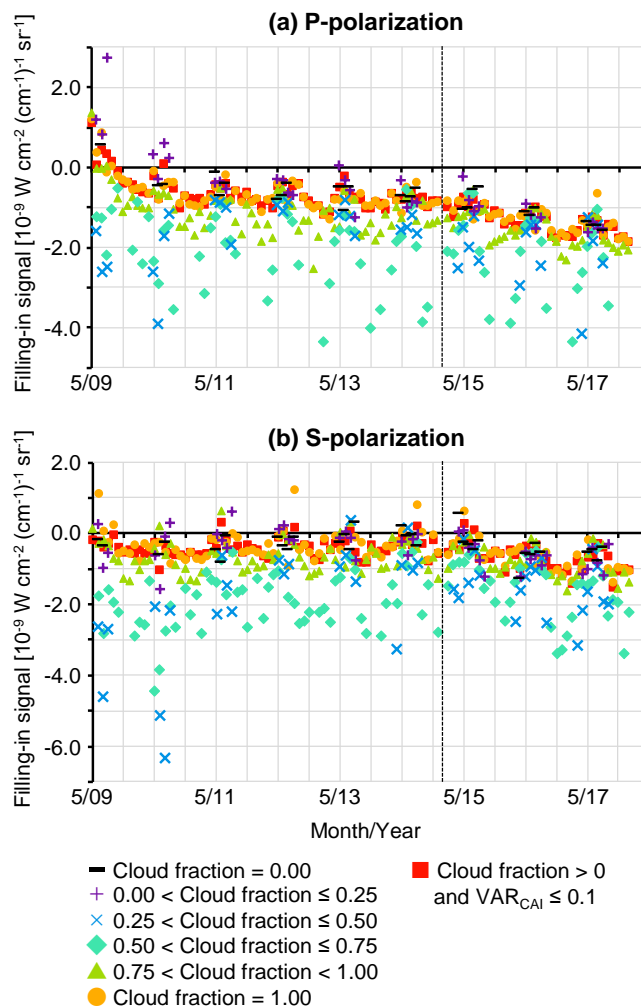 (a) P-polarization
Filling-in signal [10⁻⁹ W cm⁻² (cm⁻¹)⁻¹ sr⁻¹]
2.0
0.0
-2.0
-4.0
5/09 5/11 5/13 5/15 5/17
(b) S-polarization
Filling-in signal [10⁻⁹ W cm⁻² (cm⁻¹)⁻¹ sr⁻¹]
2.0
0.0
-2.0
-4.0
-6.0
5/09 5/11 5/13 5/15 5/17
Month/Year
Cloud fraction = 0.00
0.00 < Cloud fraction ≤ 0.25
0.25 < Cloud fraction ≤ 0.50
0.50 < Cloud fraction ≤ 0.75
0.75 < Cloud fraction < 1.00
Cloud fraction = 1.00
Cloud fraction > 0
and VAR_CAI ≤ 0.1